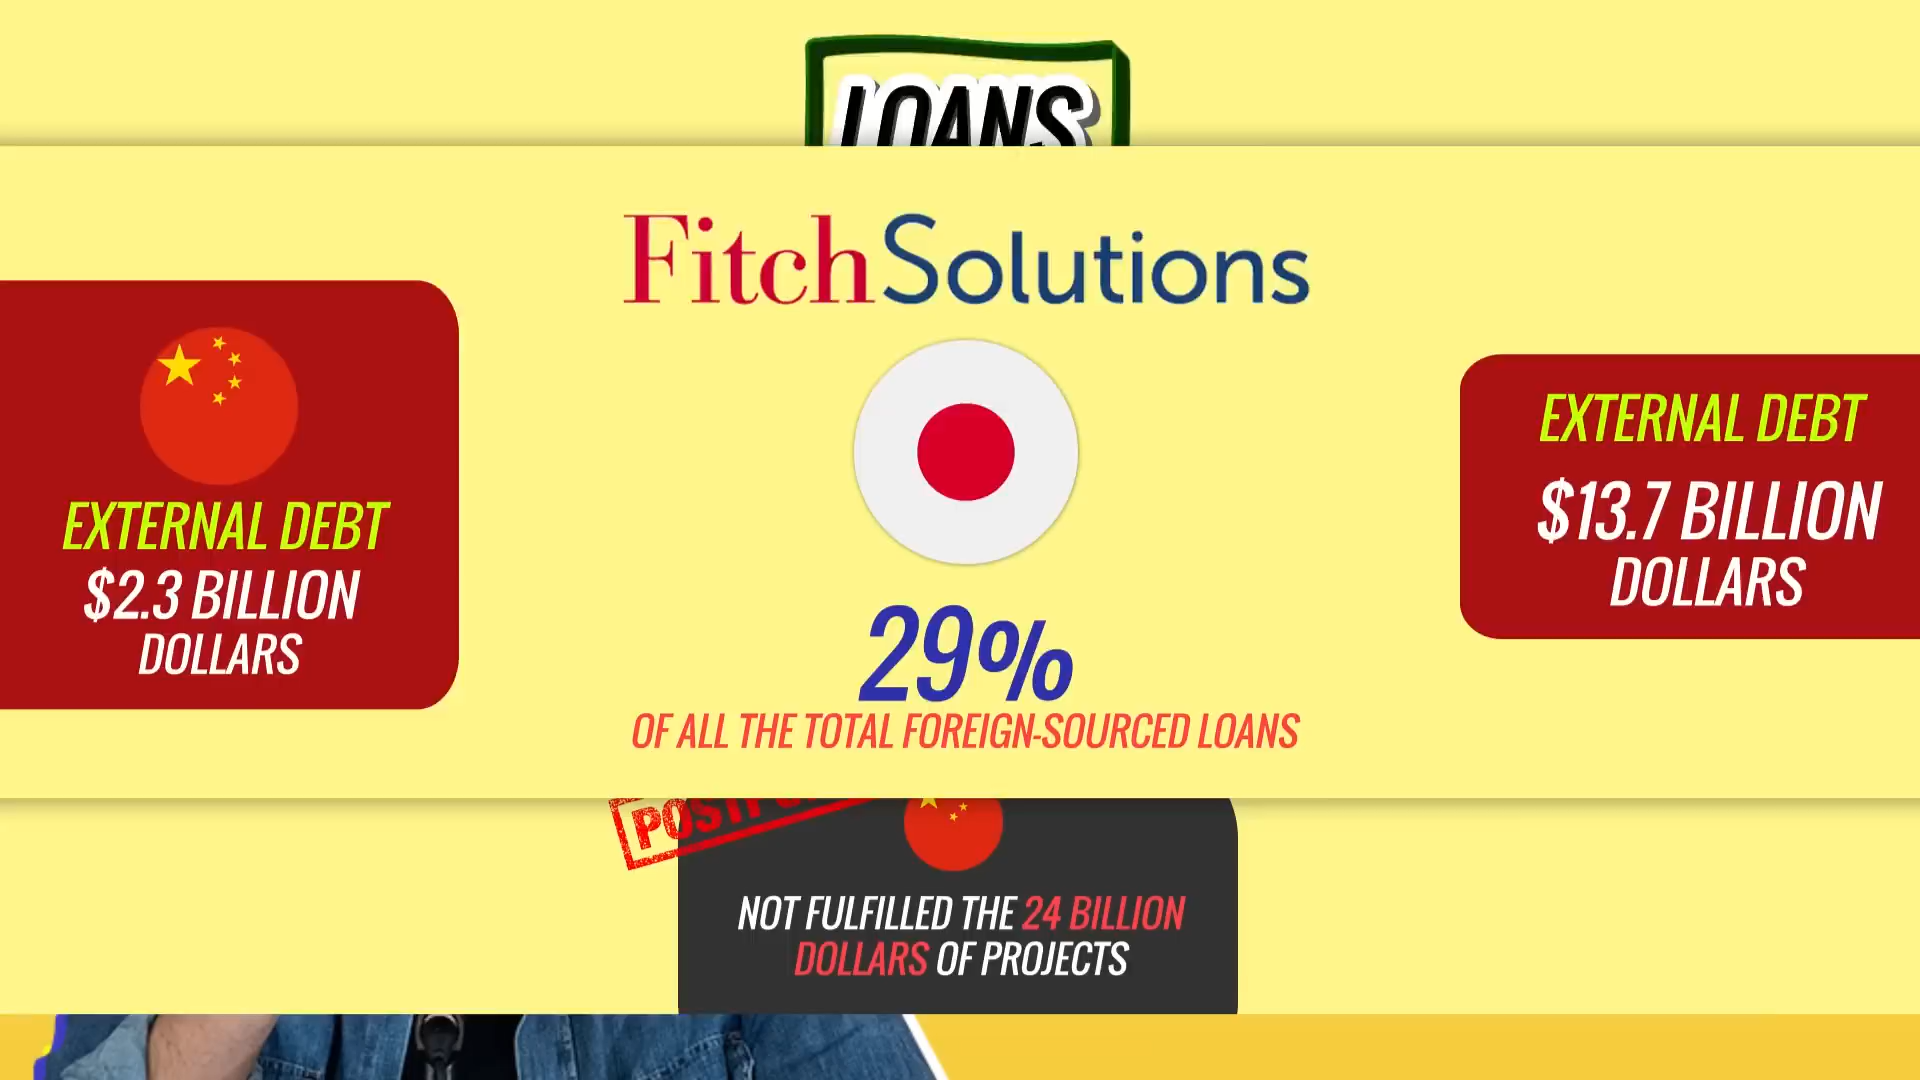 LOANS
FitchSolutions
EXTERNAL DEBT
$2.3 BILLION
DOLLARS
29%
OF ALL THE TOTAL FOREIGN-SOURCED LOANS
EXTERNAL DEBT
$13.7 BILLION
DOLLARS
NOT FULFILLED THE 24 BILLION
DOLLARS OF PROJECTS